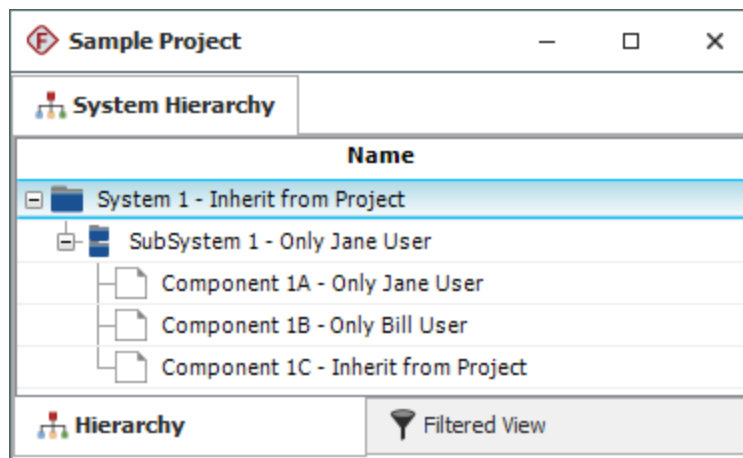 Sample Project
System Hierarchy
Name
System 1 - Inherit from Project
SubSystem 1 - Only Jane User
Component 1A - Only Jane User
Component 1B - Only Bill User
Component 1C - Inherit from Project
Hierarchy Filtered View